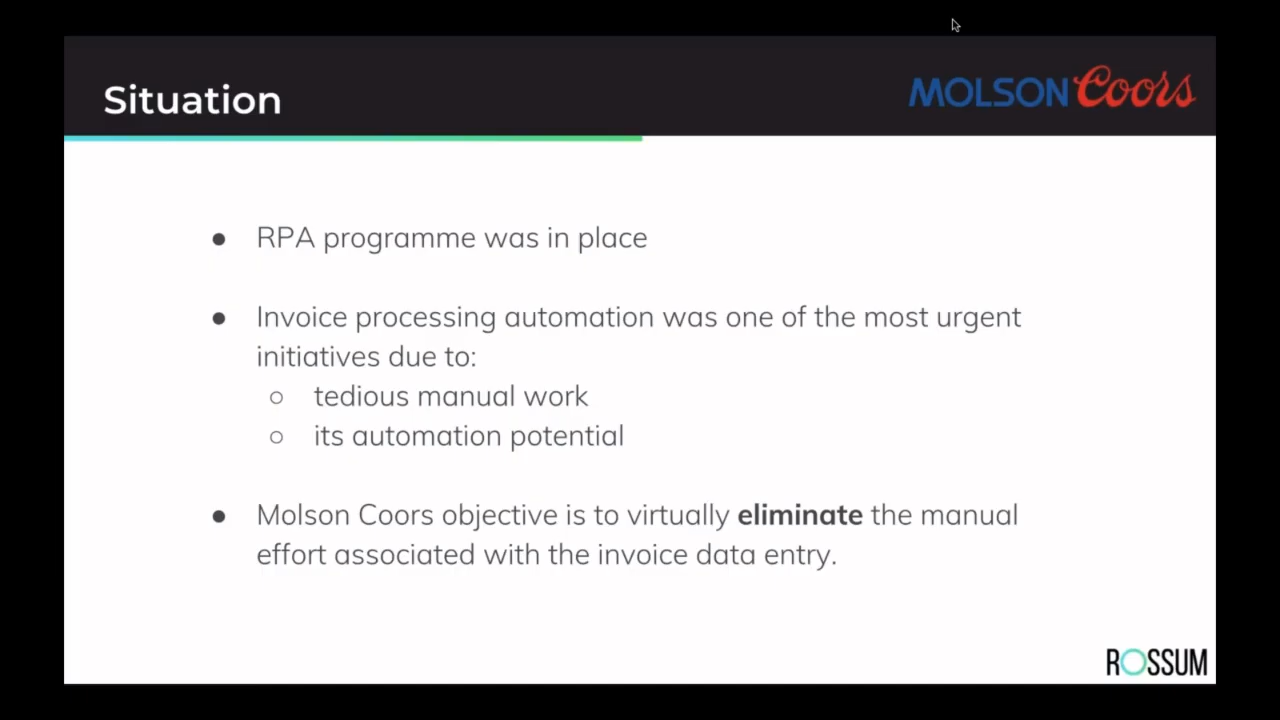 Situation
MOLSON Coors
● RPA programme was in place
● Invoice processing automation was one of the most urgent
initiatives due to:
○ tedious manual work
○ its automation potential
● Molson Coors objective is to virtually eliminate the manual
effort associated with the invoice data entry.
ROSSUM